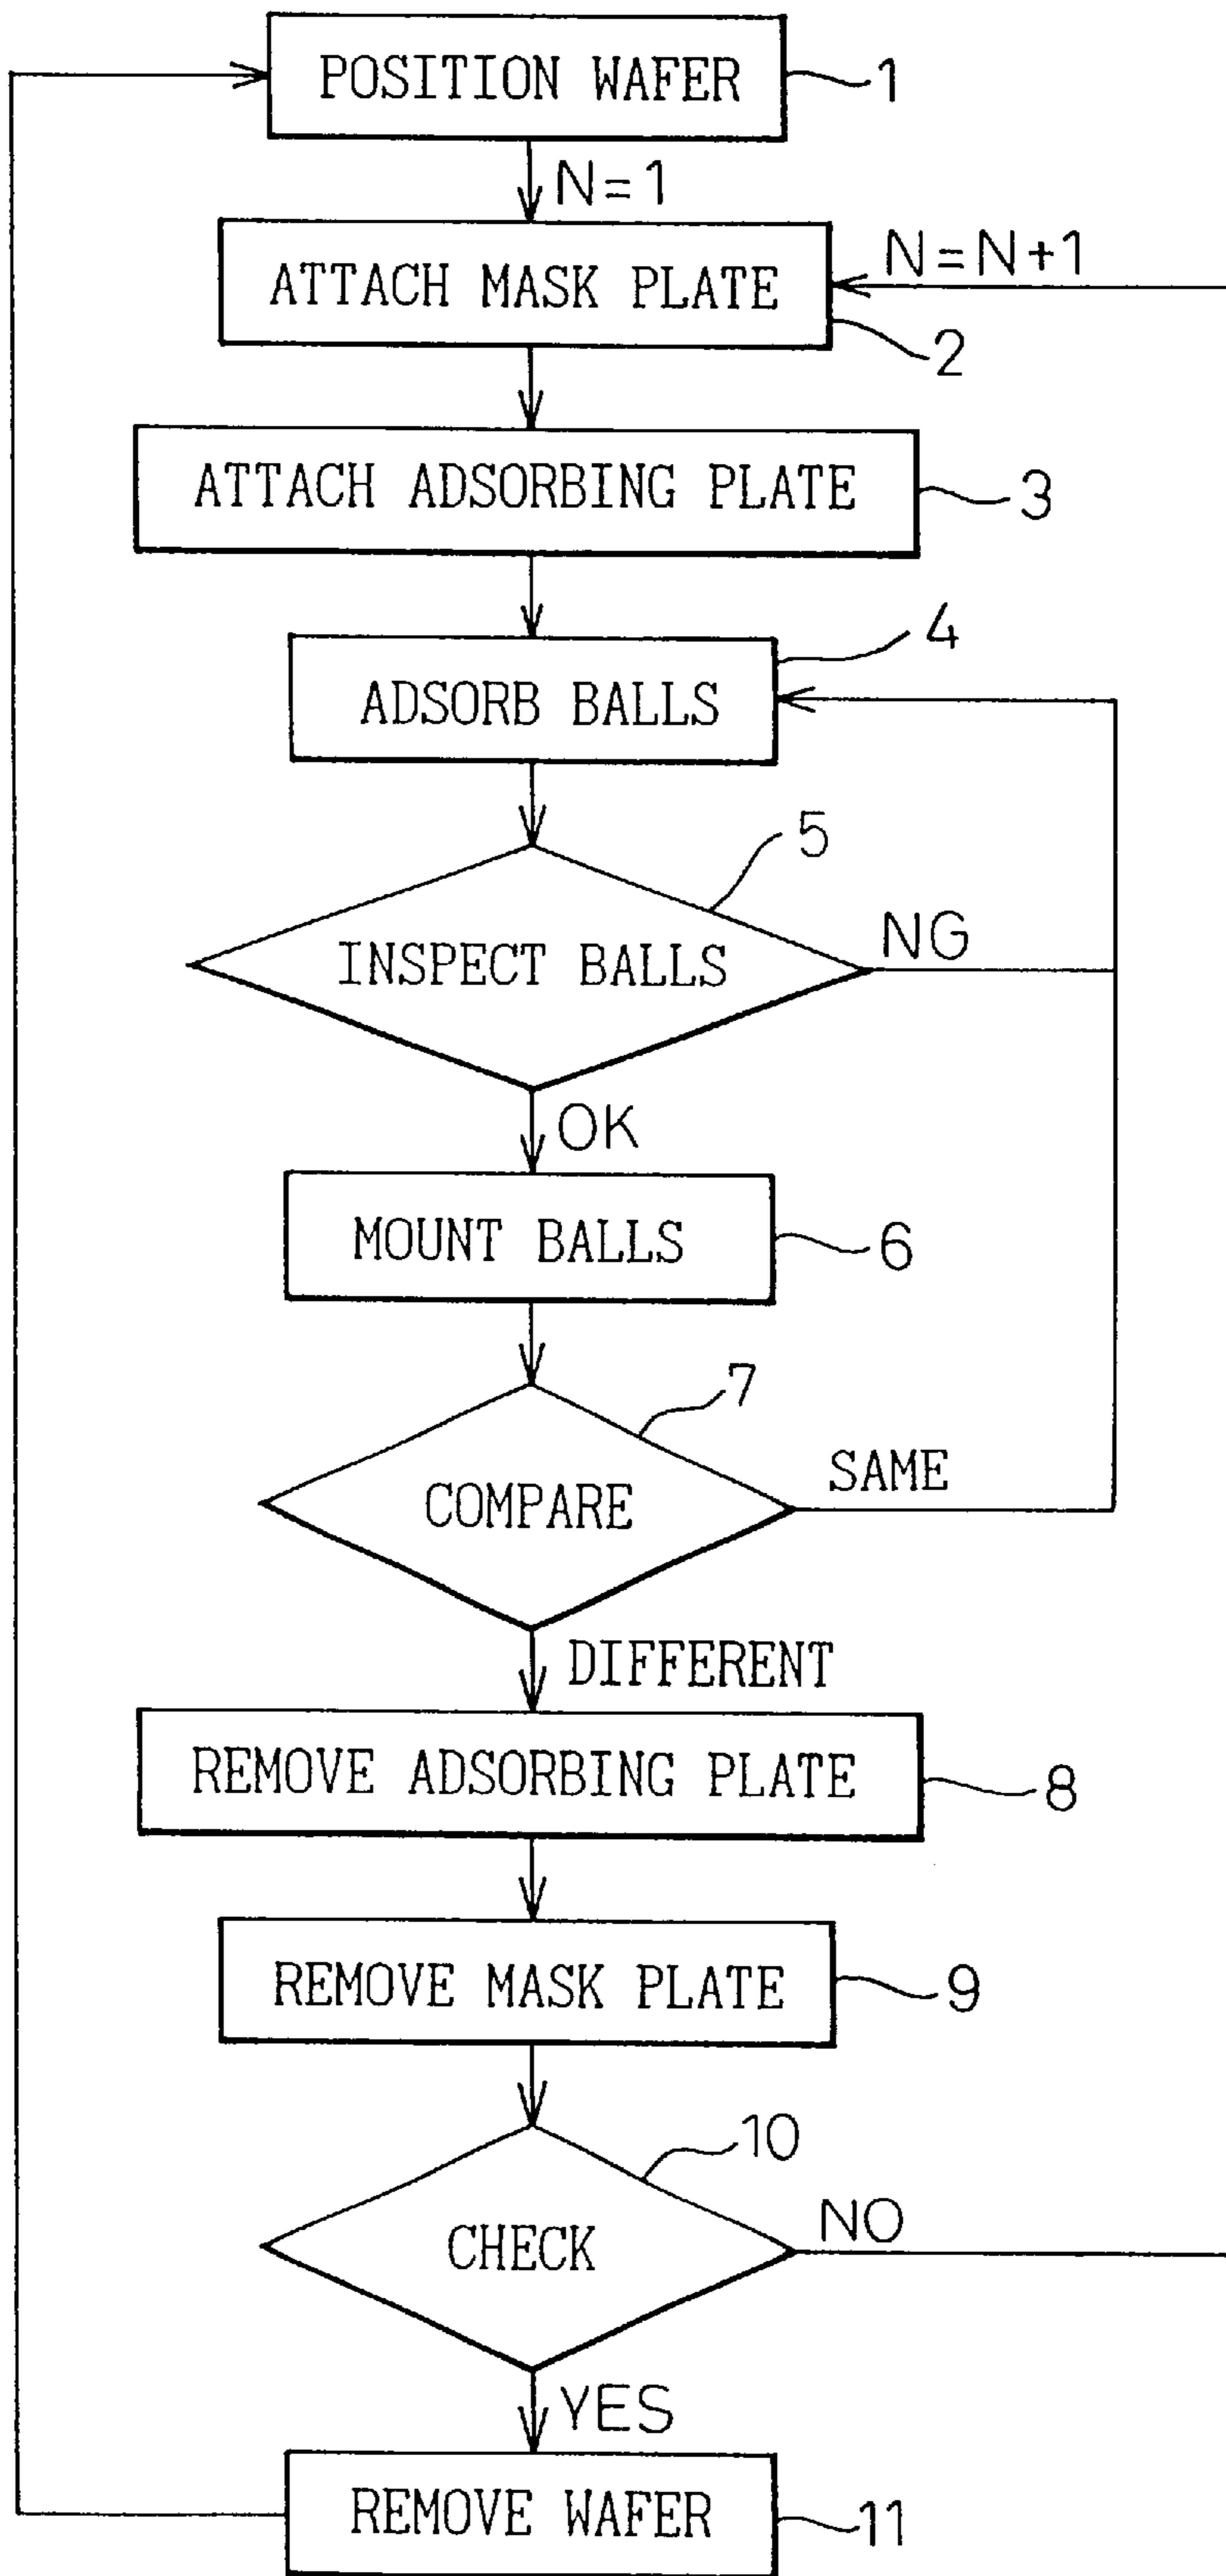 POSITION WAFER
1
N=1
ATTACH MASK PLATE
N=N+1
2
ATTACH ADSORBING PLATE
3
ADSORB BALLS
4
INSPECT BALLS
5
NG
OK
MOUNT BALLS
6
COMPARE
7
SAME
DIFFERENT
REMOVE ADSORBING PLATE
8
REMOVE MASK PLATE
9
CHECK
10
NO
YES
REMOVE WAFER
11